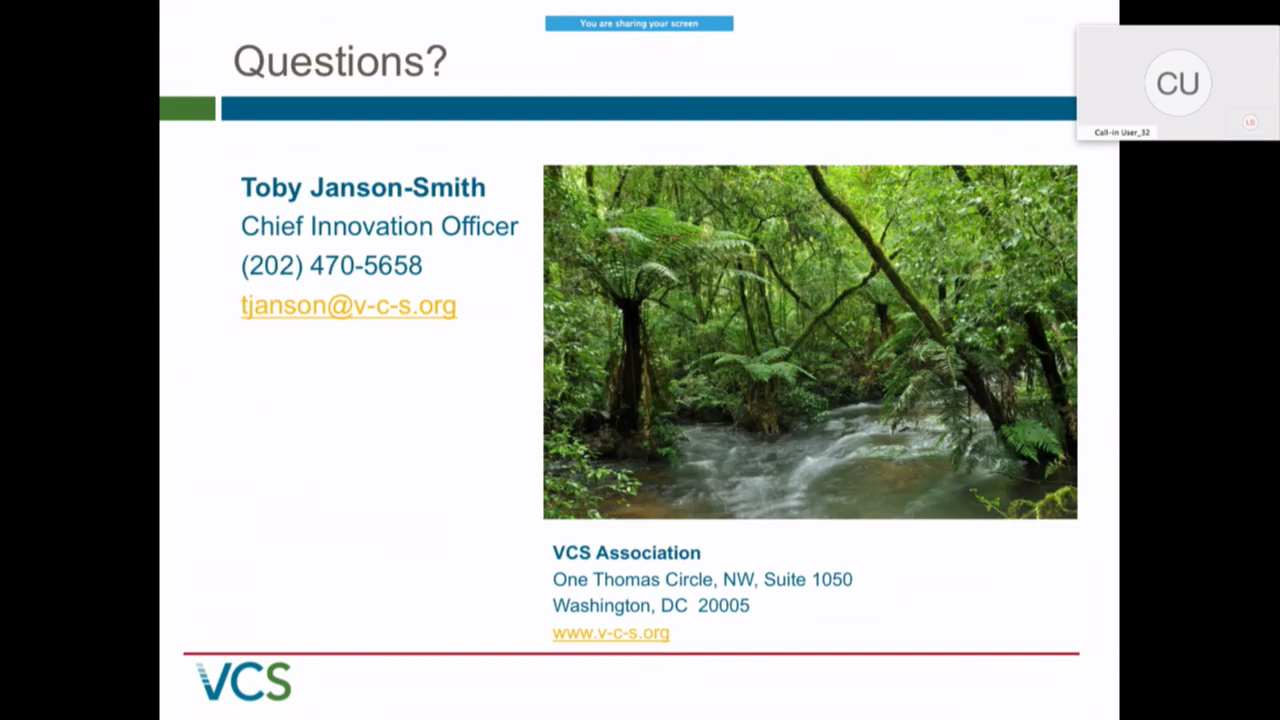 You are sharing your screen
Questions?
CU
LS
Call-in User_32
Toby Janson-Smith
Chief Innovation Officer
(202) 470-5658
tjanson@v-c-s.org
VCS Association
One Thomas Circle, NW, Suite 1050
Washington, DC 20005
www.v-c-s.org
VCS